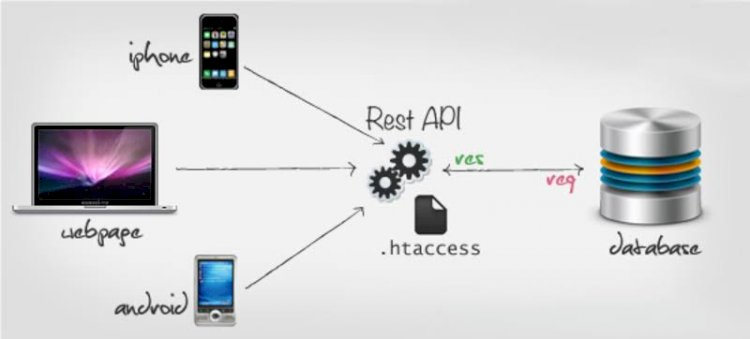 iphone
Rest API
res
req
webpage
.htaccess
database
android